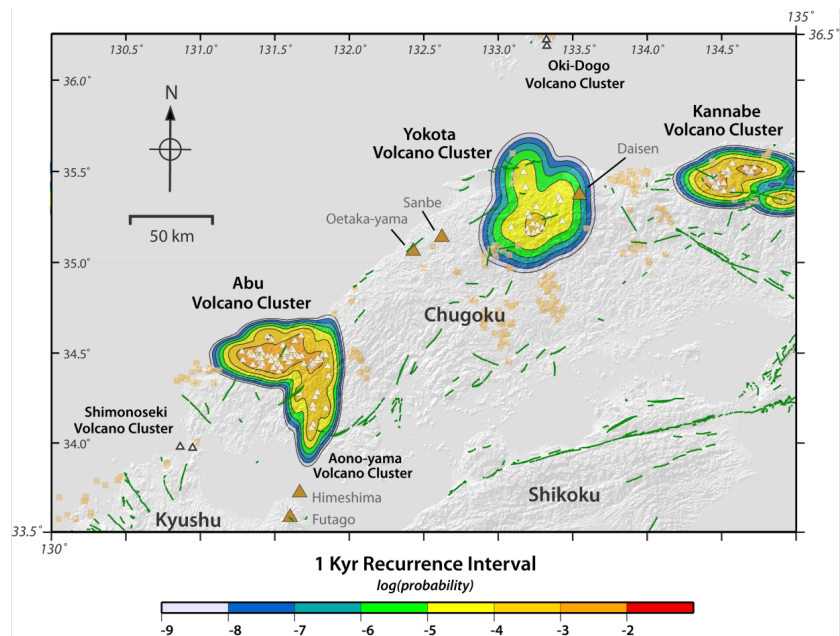 135°
36.5°
130.5° 131.0° 131.5° 132.0° 132.5° 133.0° 133.5° 134.0° 134.5°
Oki-Dogo
Volcano Cluster
36.0°
N
Kannabe
Volcano Cluster
Yokota
Volcano Cluster
Daisen
35.5°
Sanbe
Oetaka-yama
50 km
35.0°
Abu
Volcano Cluster
Chugoku
34.5°
Shimonoseki
Volcano Cluster
34.0°
Aono-yama
Volcano Cluster
Himeshima
Shikoku
Kyushu
Futago
33.5°
130°
1 Kyr Recurrence Interval
log(probability)
-9 -8 -7 -6 -5 -4 -3 -2